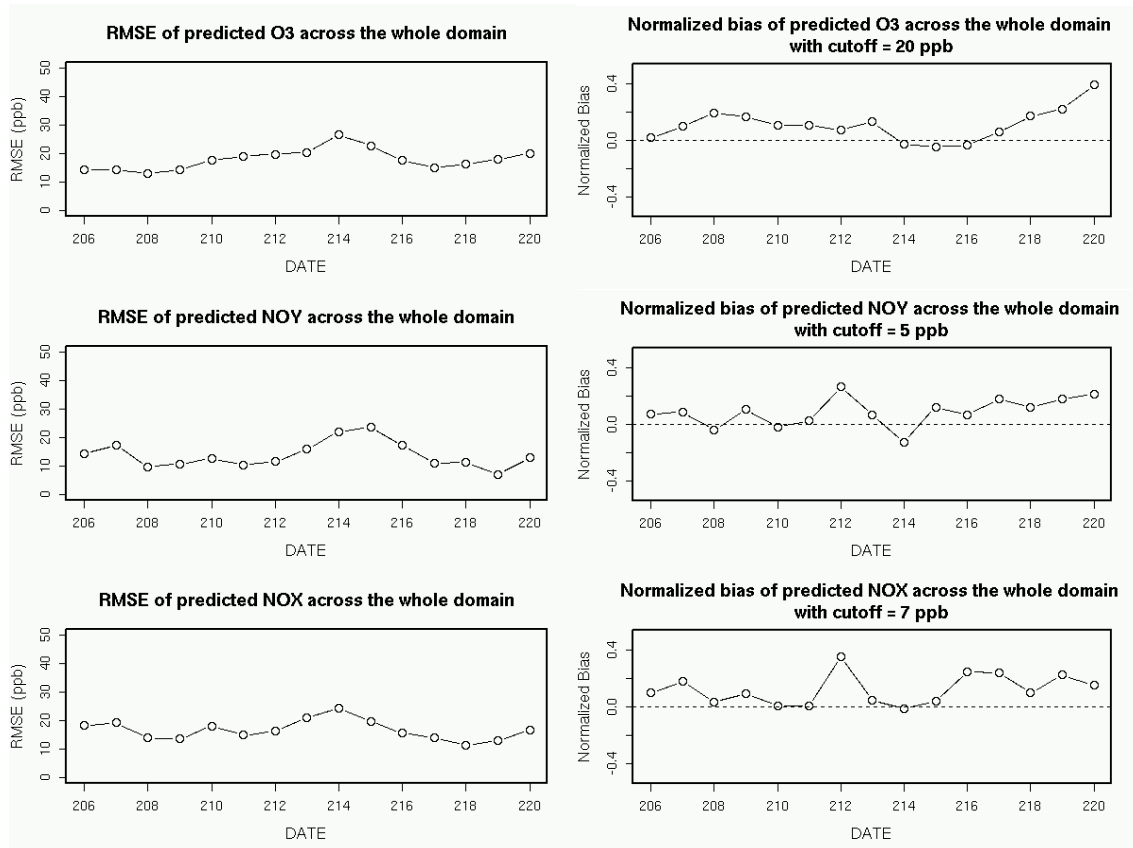 RMSE of predicted O3 across the whole domain
RMSE (ppb)
50
40
30
20
10
0
206 208 210 212 214 216 218 220
DATE
Normalized bias of predicted O3 across the whole domain
with cutoff = 20 ppb
Normalized Bias
0.4
0.0
-0.4
206 208 210 212 214 216 218 220
DATE
RMSE of predicted NOY across the whole domain
RMSE (ppb)
50
40
30
20
10
0
206 208 210 212 214 216 218 220
DATE
Normalized bias of predicted NOY across the whole domain
with cutoff = 5 ppb
Normalized Bias
0.4
0.0
-0.4
206 208 210 212 214 216 218 220
DATE
RMSE of predicted NOX across the whole domain
RMSE (ppb)
50
40
30
20
10
0
206 208 210 212 214 216 218 220
DATE
Normalized bias of predicted NOX across the whole domain
with cutoff = 7 ppb
Normalized Bias
0.4
0.0
-0.4
206 208 210 212 214 216 218 220
DATE